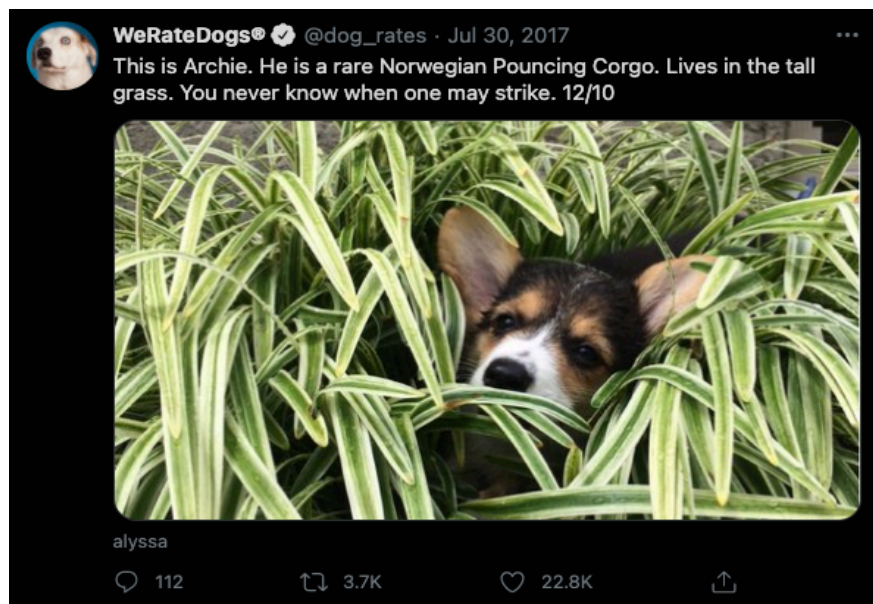 WeRateDogs® @dog_rates · Jul 30, 2017
This is Archie. He is a rare Norwegian Pouncing Corgo. Lives in the tall
grass. You never know when one may strike. 12/10
alyssa
112 3.7K 22.8K